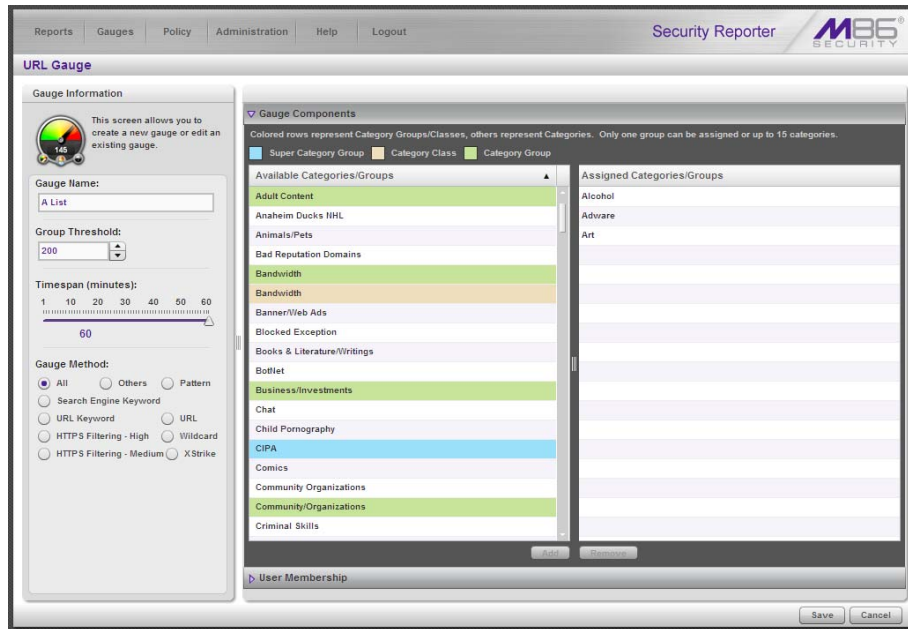 Reports Gauges Policy Administration Help Logout
Security Reporter
M86
SECURITY
URL Gauge
Gauge Information
This screen allows you to
create a new gauge or edit an
existing gauge.
145
Gauge Name:
A List
Group Threshold:
200
Timespan (minutes):
1 10 20 30 40 50 60
60
Gauge Method:
All Others Pattern
Search Engine Keyword
URL Keyword URL
HTTPS Filtering - High Wildcard
HTTPS Filtering - Medium XStrike
Gauge Components
Colored rows represent Category Groups/Classes, others represent Categories. Only one group can be assigned or up to 15 categories.
Super Category Group Category Class Category Group
Available Categories/Groups
Adult Content
Anaheim Ducks NHL
Animals/Pets
Bad Reputation Domains
Bandwidth
Bandwidth
Banner/Web Ads
Blocked Exception
Books & Literature/Writings
BotNet
Business/Investments
Chat
Child Pornography
CIPA
Comics
Community Organizations
Community/Organizations
Criminal Skills
Add
Assigned Categories/Groups
Alcohol
Adware
Art
Remove
User Membership
Save Cancel